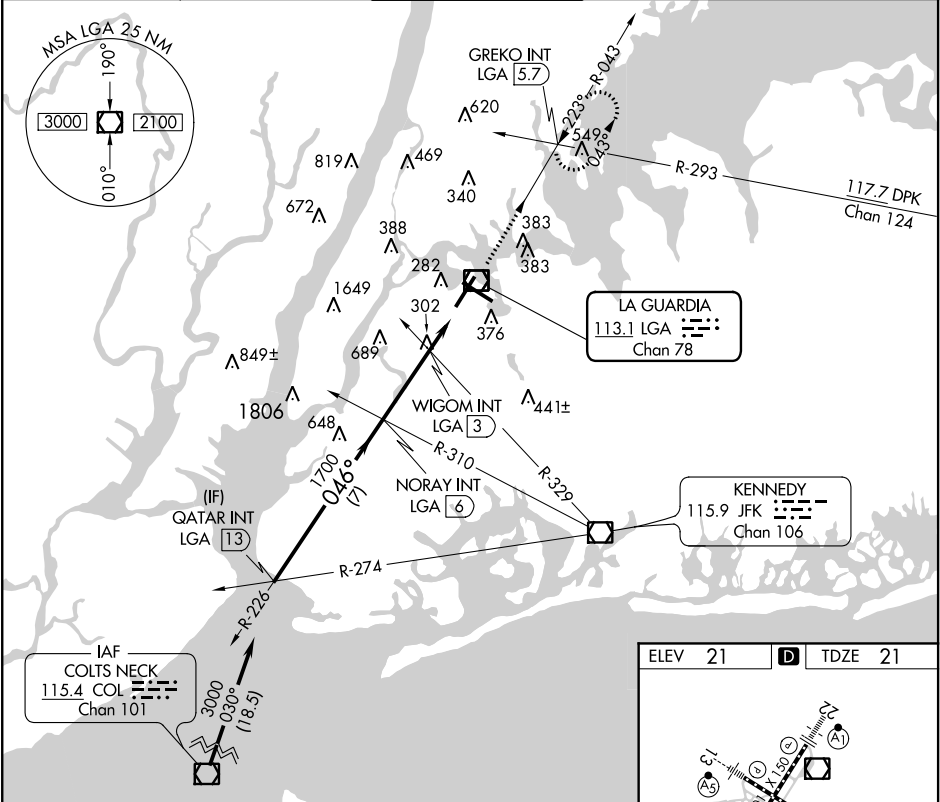 MSA LGA 25 NM
190°
3000
2100
010°
GREKO INT
LGA 5.7
R-043
223°
043°
549
620
819
469
340
672
388
383
383
R-293
117.7 DPK
Chan 124
282
1649
302
376
689
849±
1806
648
441±
LA GUARDIA
113.1 LGA
Chan 78
WIGOM INT
LGA 3
R-310
R-329
1700
046°
(7)
NORAY INT
LGA 6
(IF)
QATAR INT
LGA 13
KENNEDY
115.9 JFK
Chan 106
R-274
R-226
IAF
COLTS NECK
115.4 COL
Chan 101
3000
030°
(18.5)
ELEV 21
D
TDZE 21
22
A1
13
P
P
A5
X 150